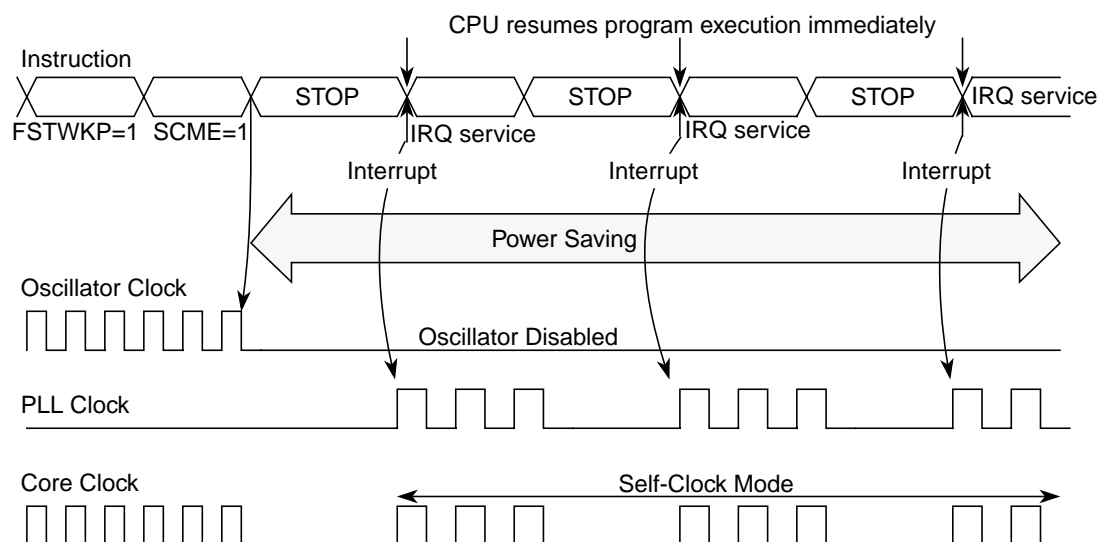 CPU resumes program execution immediately
Instruction
STOP
STOP
STOP
IRQ service
FSTWKP=1
SCME=1
IRQ service
IRQ service
Interrupt
Interrupt
Interrupt
Power Saving
Oscillator Clock
Oscillator Disabled
PLL Clock
Core Clock
Self-Clock Mode